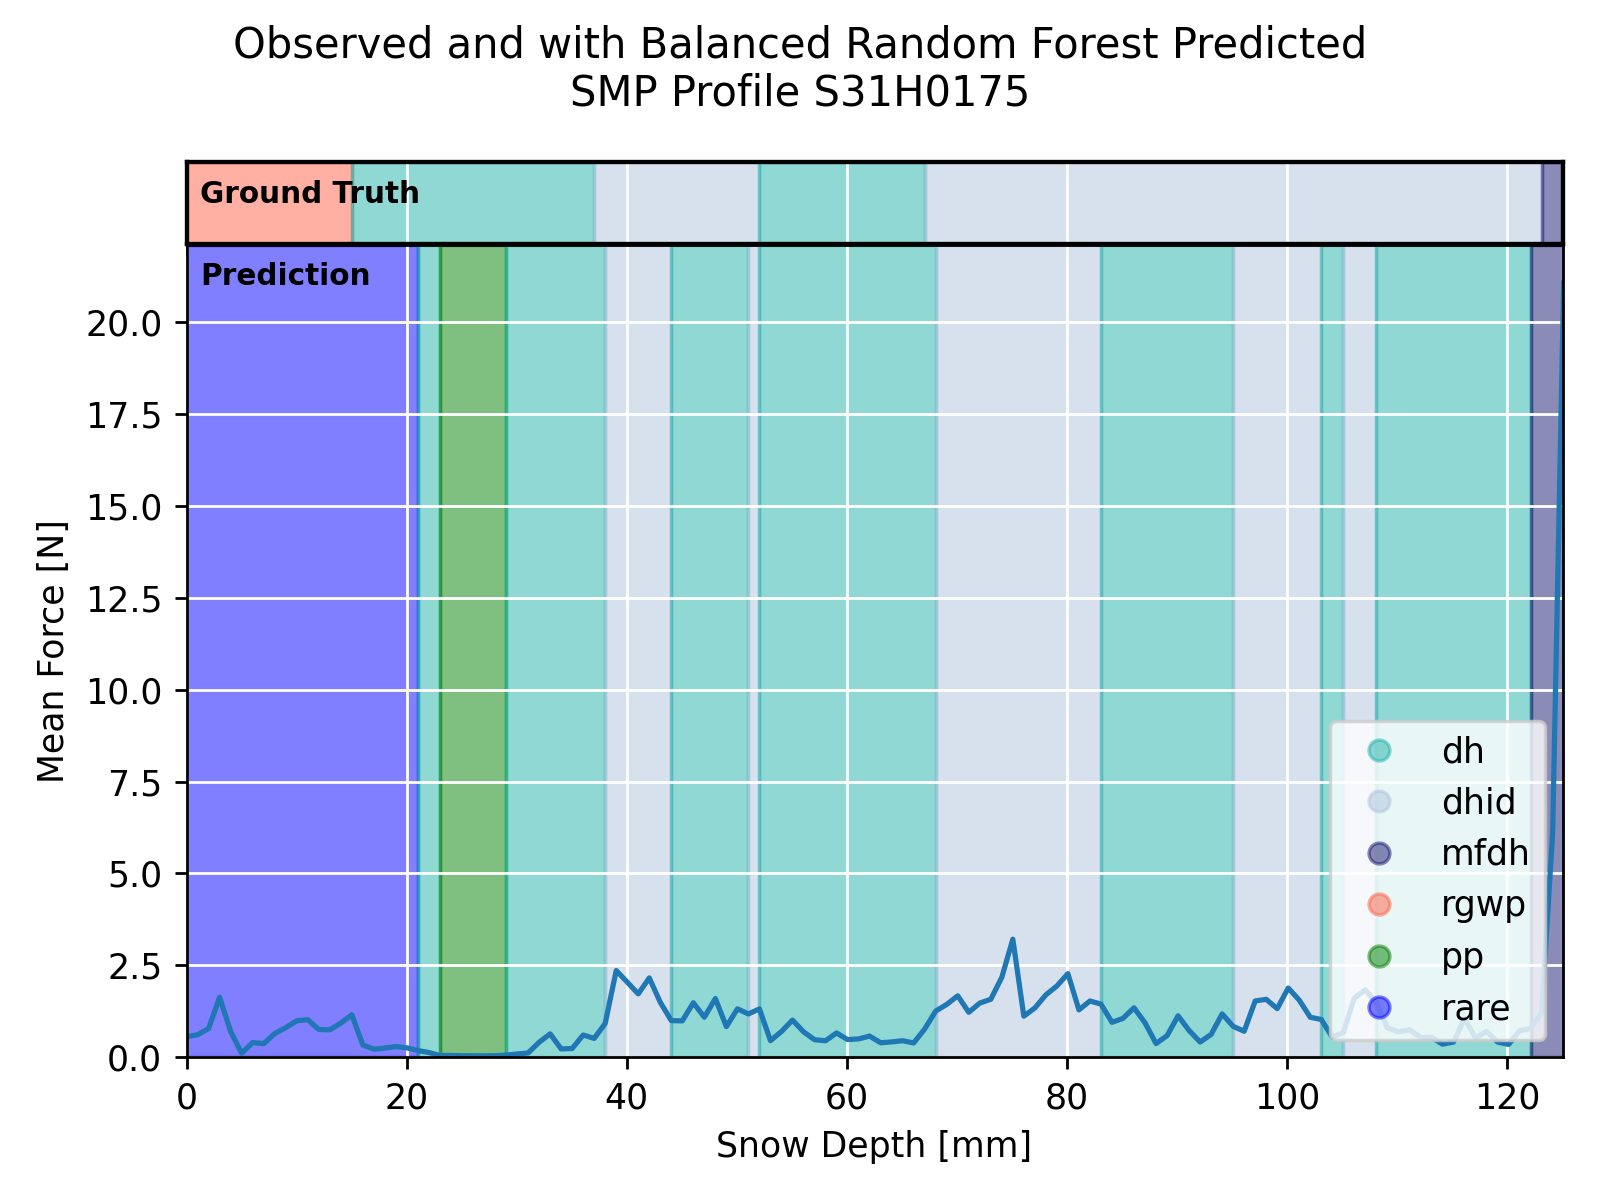 Observed and with Balanced Random Forest Predicted
SMP Profile S31H0175
Ground Truth
Prediction
20.0
17.5
15.0
12.5
10.0
7.5
5.0
2.5
0.0
Mean Force [N]
dh
dhid
mfdh
rgwp
pp
rare
0 20 40 60 80 100 120
Snow Depth [mm]